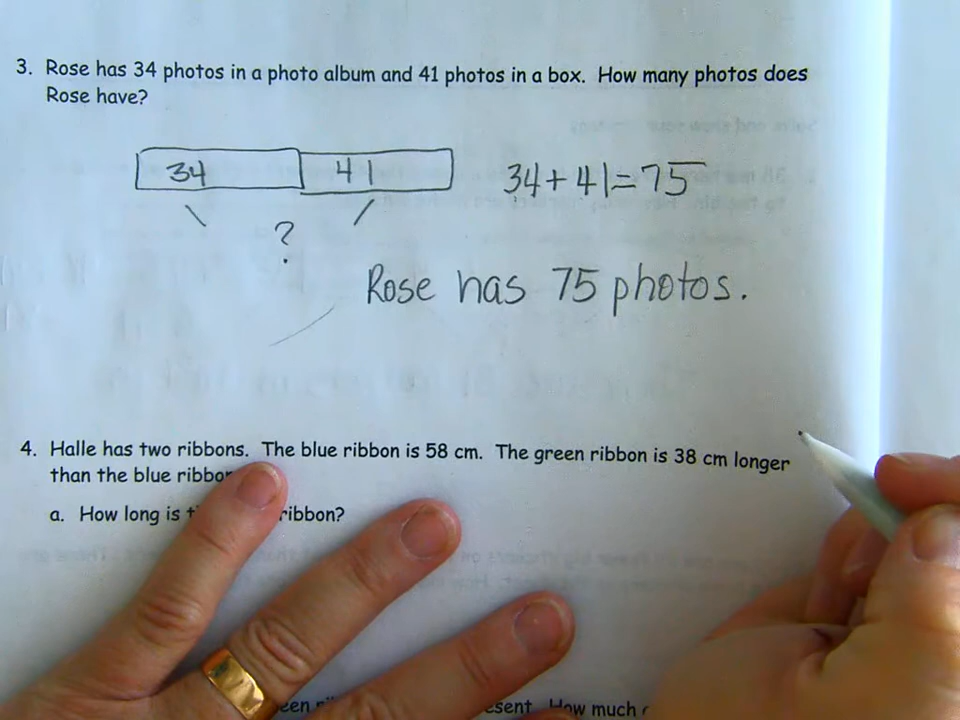 3. Rose has 34 photos in a photo album and 41 photos in a box. How many photos does
Rose have?
34 41 34+41=75
?
Rose has 75 photos.
4. Halle has two ribbons. The blue ribbon is 58 cm. The green ribbon is 38 cm longer
than the blue
a. How long is ribbon?
How much